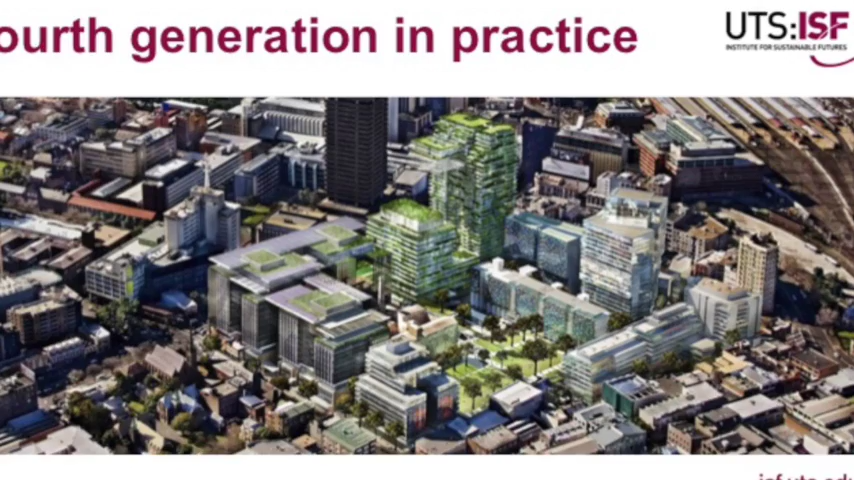 ourth generation in practice
UTS:ISF
INSTITUTE FOR SUSTAINABLE FUTURES